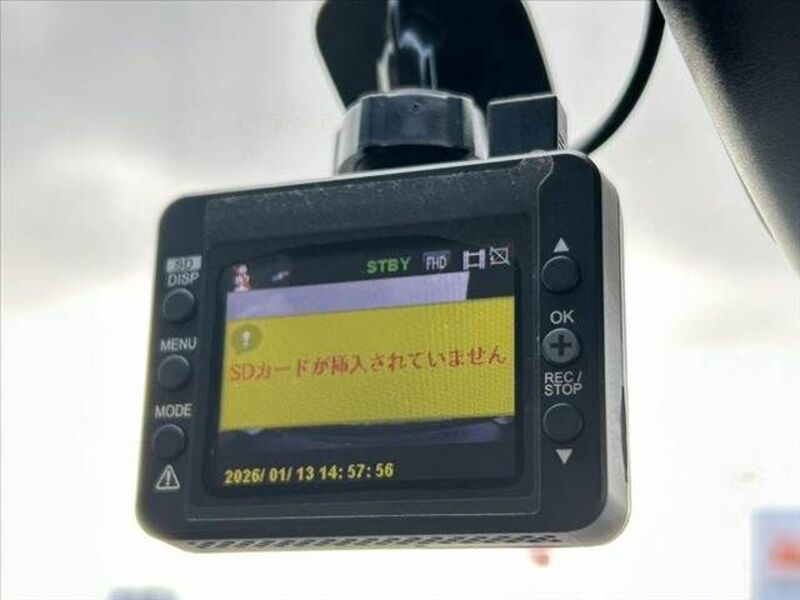 STBY FHD
SD
DISP
MENU
MODE
SDカードが挿入されていません
2026/01/13 14:57:56
OK
REC/
STOP